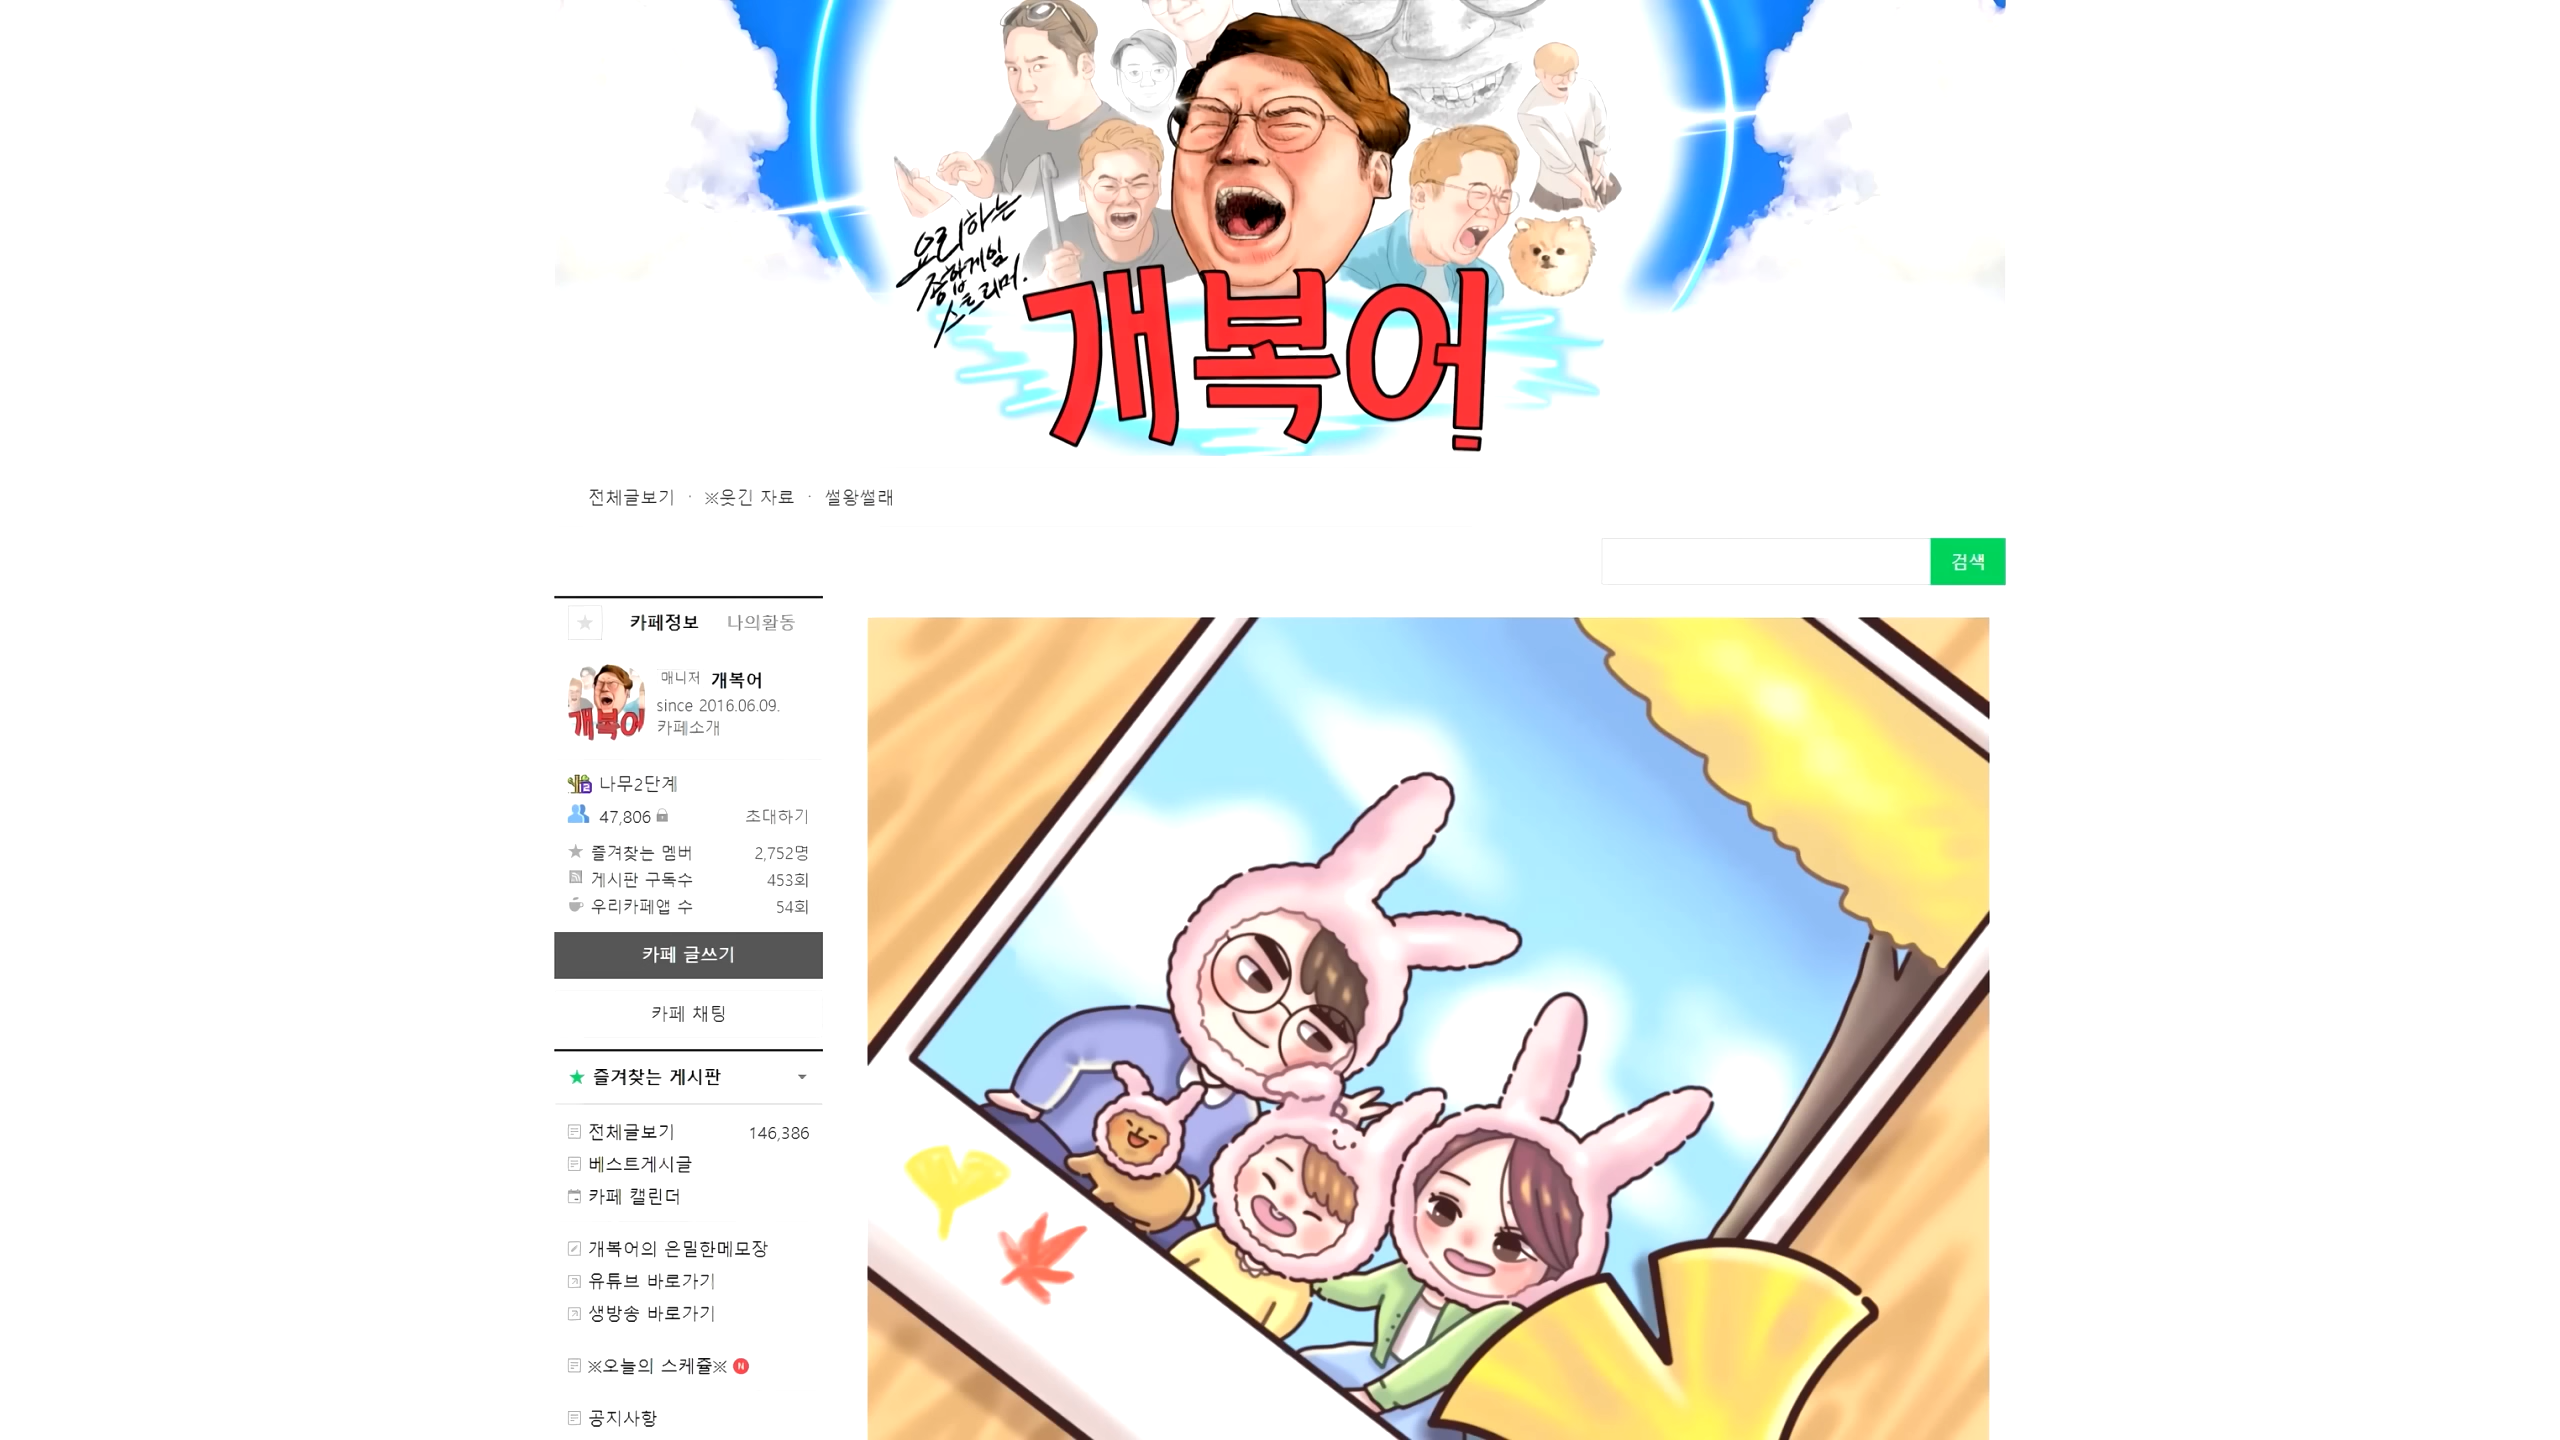 요리하는
종합게임
스트리머.
개복어
전체글보기 · ※웃긴 자료 · 썰왕썰래
검색
카페정보 나의활동
개복어
매니저 개복어
since 2016.06.09.
카페소개
나무2단계
47,806 초대하기
즐겨찾는 멤버 2,752명
게시판 구독수 453회
우리카페앱 수 54회
카페 글쓰기
카페 채팅
즐겨찾는 게시판
전체글보기 146,386
베스트게시글
카페 캘린더
개복어의 은밀한메모장
유튜브 바로가기
생방송 바로가기
※오늘의 스케쥴※ N
공지사항